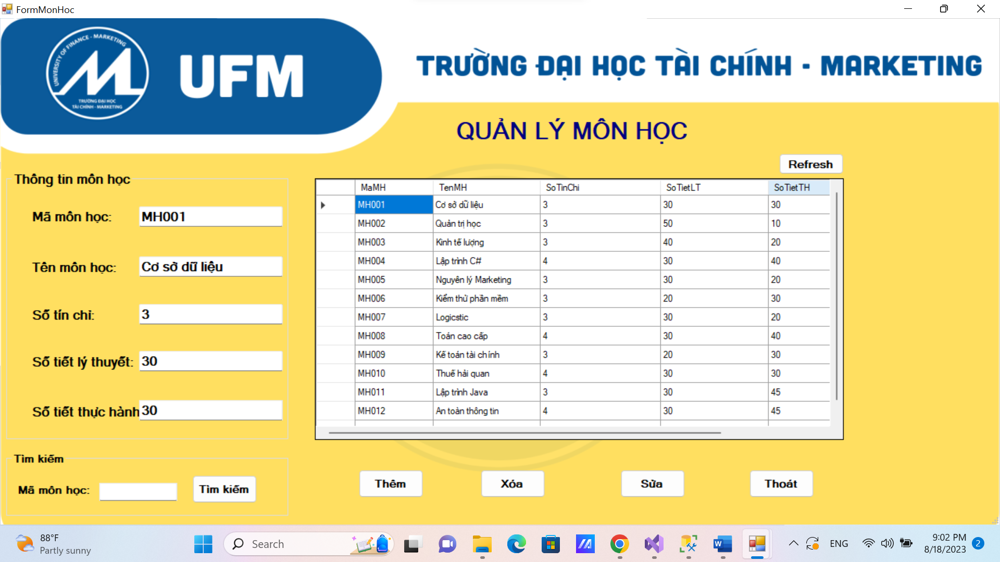 FormMonHoc
UNIVERSITY OF FINANCE - MARKETING
TRƯỜNG ĐẠI HỌC
TÀI CHÍNH - MARKETING
UFM
TRƯỜNG ĐẠI HỌC TÀI CHÍNH - MARKETING
QUẢN LÝ MÔN HỌC
Refresh
Thông tin môn học
Mã môn học: MH001
Tên môn học: Cơ sở dữ liệu
Số tín chỉ: 3
Số tiết lý thuyết: 30
Số tiết thực hành 30
MaMH TenMH SoTinChi SoTietLT SoTietTH
MH001 Cơ sở dữ liệu 3 30 30
MH002 Quản trị học 3 50 10
MH003 Kinh tế lượng 3 40 20
MH004 Lập trình C# 4 30 40
MH005 Nguyên lý Marketing 3 30 20
MH006 Kiểm thử phần mềm 3 20 30
MH007 Logicstic 3 30 20
MH008 Toán cao cấp 4 30 40
MH009 Kế toán tài chính 3 20 30
MH010 Thuế hải quan 4 30 30
MH011 Lập trình Java 3 30 45
MH012 An toàn thông tin 4 30 45
Tìm kiếm
Mã môn học: Tìm kiếm
Thêm Xóa Sửa Thoát
88°F
Partly sunny
Search
ENG
9:02 PM
8/18/2023
2